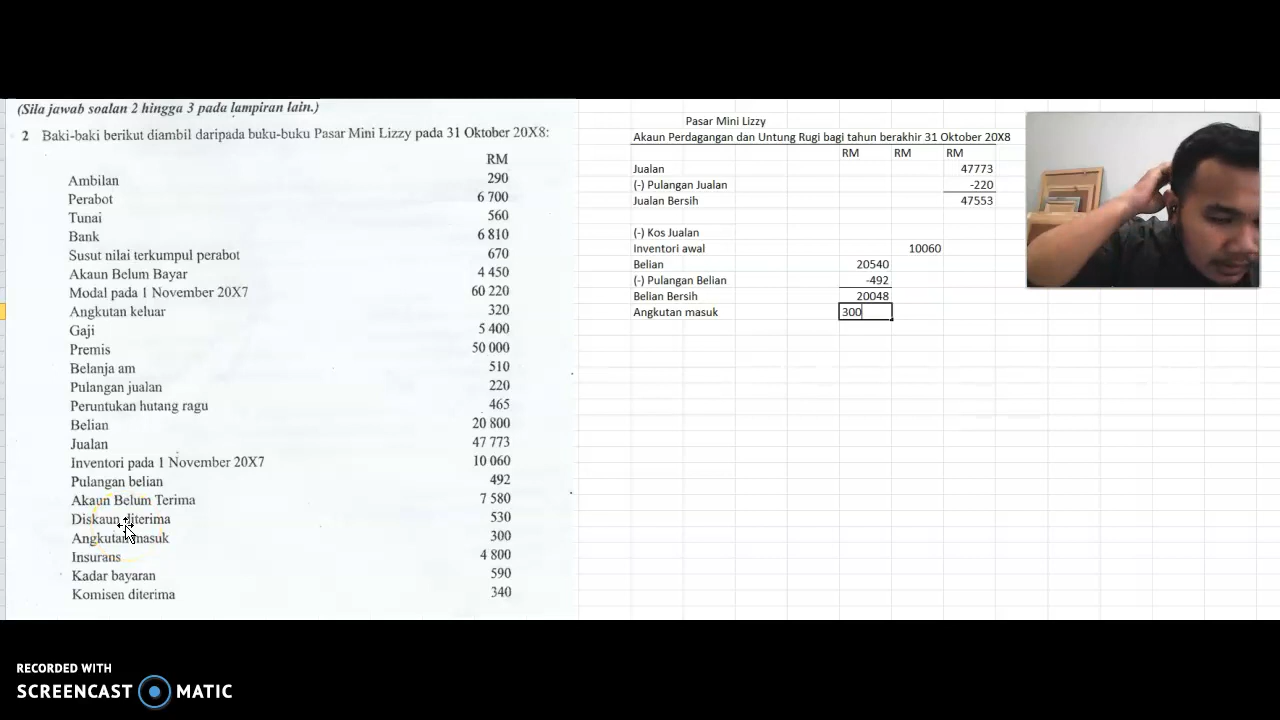 (Sila jawab soalan 2 hingga 3 pada lampiran lain.)
2 Baki-baki berikut diambil daripada buku-buku Pasar Mini Lizzy pada 31 Oktober 20X8:
RM
Ambilan 290
Perabot 6 700
Tunai 560
Bank 6 810
Susut nilai terkumpul perabot 670
Akaun Belum Bayar 4 450
Modal pada 1 November 20X7 60 220
Angkutan keluar 320
Gaji 5 400
Premis 50 000
Belanja am 510
Pulangan jualan 220
Peruntukan hutang ragu 465
Belian 20 800
Jualan 47 773
Inventori pada 1 November 20X7 10 060
Pulangan belian 492
Akaun Belum Terima 7 580
Diskaun diterima 530
Angkutan masuk 300
Insurans 4 800
Kadar bayaran 590
Komisen diterima 340
Pasar Mini Lizzy
Akaun Perdagangan dan Untung Rugi bagi tahun berakhir 31 Oktober 20X8
RM RM RM
Jualan 47773
(-) Pulangan Jualan -220
Jualan Bersih 47553
(-) Kos Jualan
Inventori awal 10060
Belian 20540
(-) Pulangan Belian -492
Belian Bersih 20048
Angkutan masuk 300
RECORDED WITH
SCREENCAST MATIC